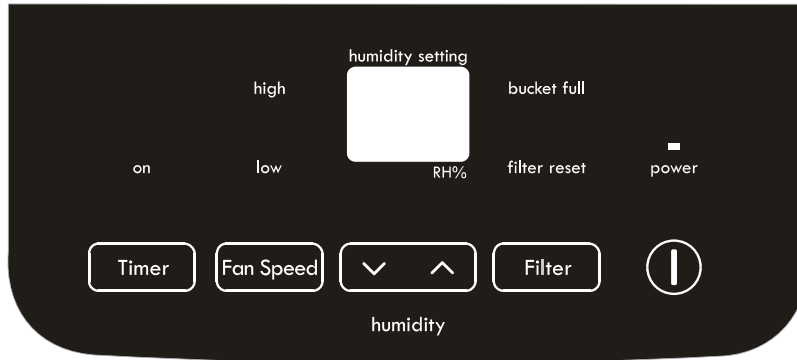 humidity setting
high
bucket full
on
low
RH%
filter reset
power
Timer
Fan Speed
Filter
humidity